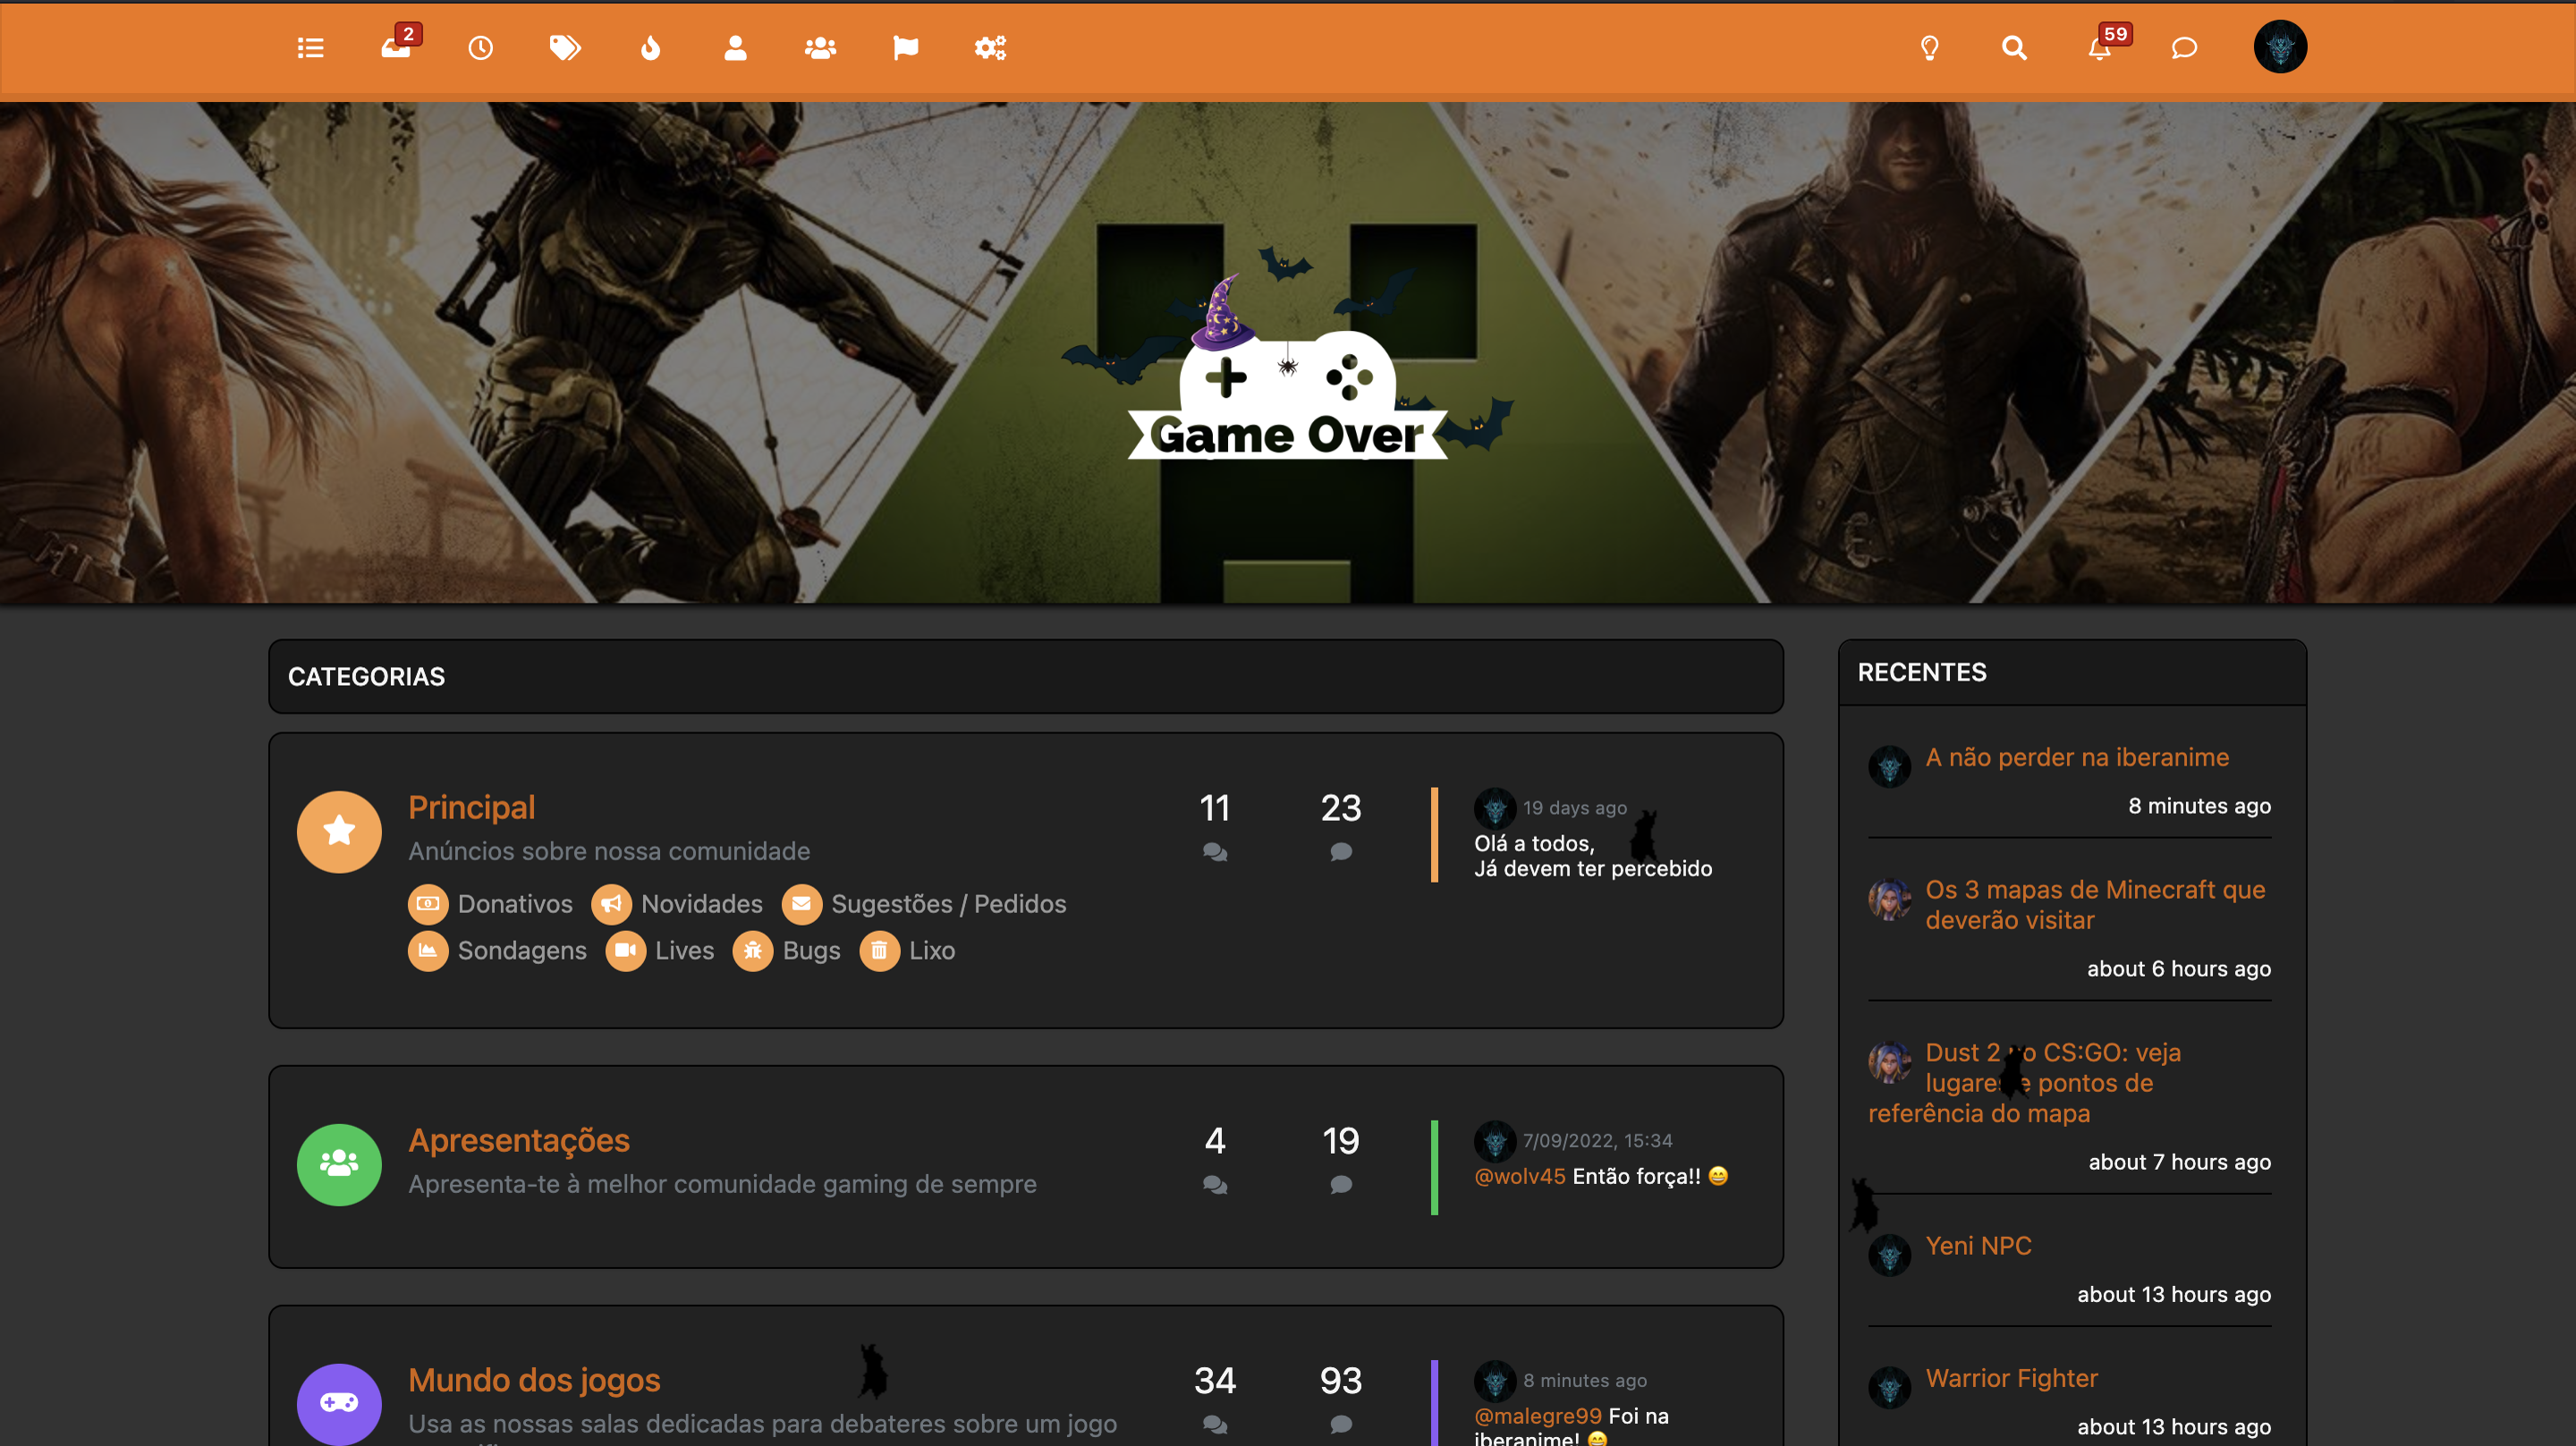 2
59
Game Over
CATEGORIAS
Principal
Anúncios sobre nossa comunidade
Donativos Novidades Sugestões / Pedidos
Sondagens Lives Bugs Lixo
11
23
19 days ago
Olá a todos,
Já devem ter percebido
Apresentações
Apresenta-te à melhor comunidade gaming de sempre
4
19
7/09/2022, 15:34
@wolv45 Então força!! 😄
Mundo dos jogos
Usa as nossas salas dedicadas para debateres sobre um jogo
34
93
8 minutes ago
@malegre99 Foi na
iberanime! 😄
RECENTES
A não perder na iberanime
8 minutes ago
Os 3 mapas de Minecraft que
deverão visitar
about 6 hours ago
Dust 2 no CS:GO: veja
lugares e pontos de
referência do mapa
about 7 hours ago
Yeni NPC
about 13 hours ago
Warrior Fighter
about 13 hours ago